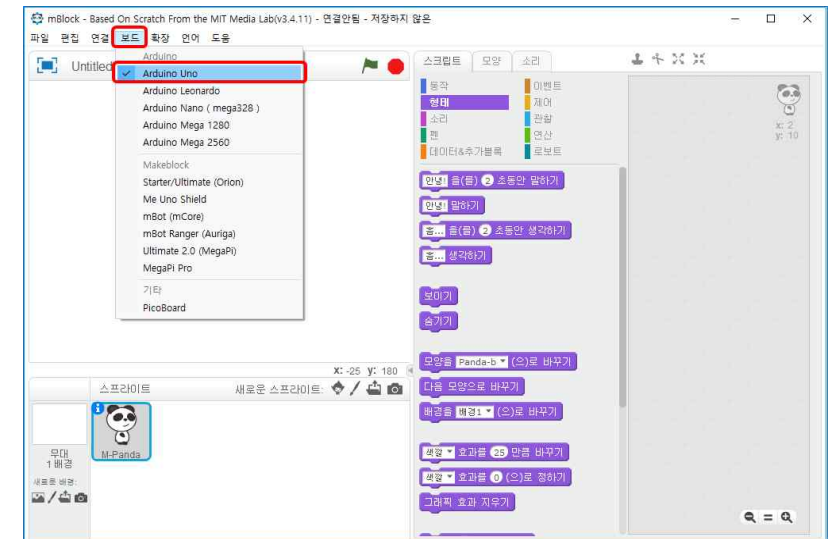 mBlock - Based On Scratch From the MIT Media Lab(v3.4.11) - 연결안됨 - 저장하지 않은
파일 편집 연결 보드 확장 언어 도움
Untitled
Arduino
Arduino Uno
Arduino Leonardo
Arduino Nano ( mega328 )
Arduino Mega 1280
Arduino Mega 2560
Makeblock
Starter/Ultimate (Orion)
Me Uno Shield
mBot (mCore)
mBot Ranger (Auriga)
Ultimate 2.0 (MegaPi)
MegaPi Pro
기타
PicoBoard
X: -25 y: 180
스프라이트 새로운 스프라이트:
무대
1 배경
M-Panda
새로운 배경:
스크립트 모양 소리
동작 이벤트
형태 제어
소리 관찰
펜 연산
데이터&추가블록 로보트
안녕! 을(를) 2 초동안 말하기
안녕! 말하기
흠... 을(를) 2 초동안 생각하기
흠... 생각하기
보이기
숨기기
모양을 Panda-b (으)로 바꾸기
다음 모양으로 바꾸기
배경을 배경1 (으)로 바꾸기
색깔 효과를 25 만큼 바꾸기
색깔 효과를 0 (으)로 정하기
그래픽 효과 지우기
x: 2
y: 10